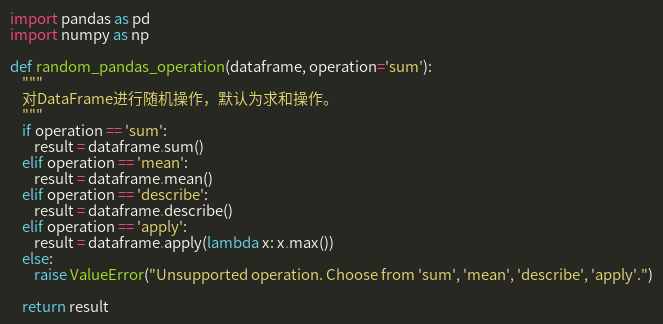 import pandas as pd
import numpy as np

def random_pandas_operation(dataframe, operation='sum'):
    """
    对DataFrame进行随机操作，默认为求和操作。
    """
    if operation == 'sum':
        result = dataframe.sum()
    elif operation == 'mean':
        result = dataframe.mean()
    elif operation == 'describe':
        result = dataframe.describe()
    elif operation == 'apply':
        result = dataframe.apply(lambda x: x.max())
    else:
        raise ValueError("Unsupported operation. Choose from 'sum', 'mean', 'describe', 'apply'.")

    return result